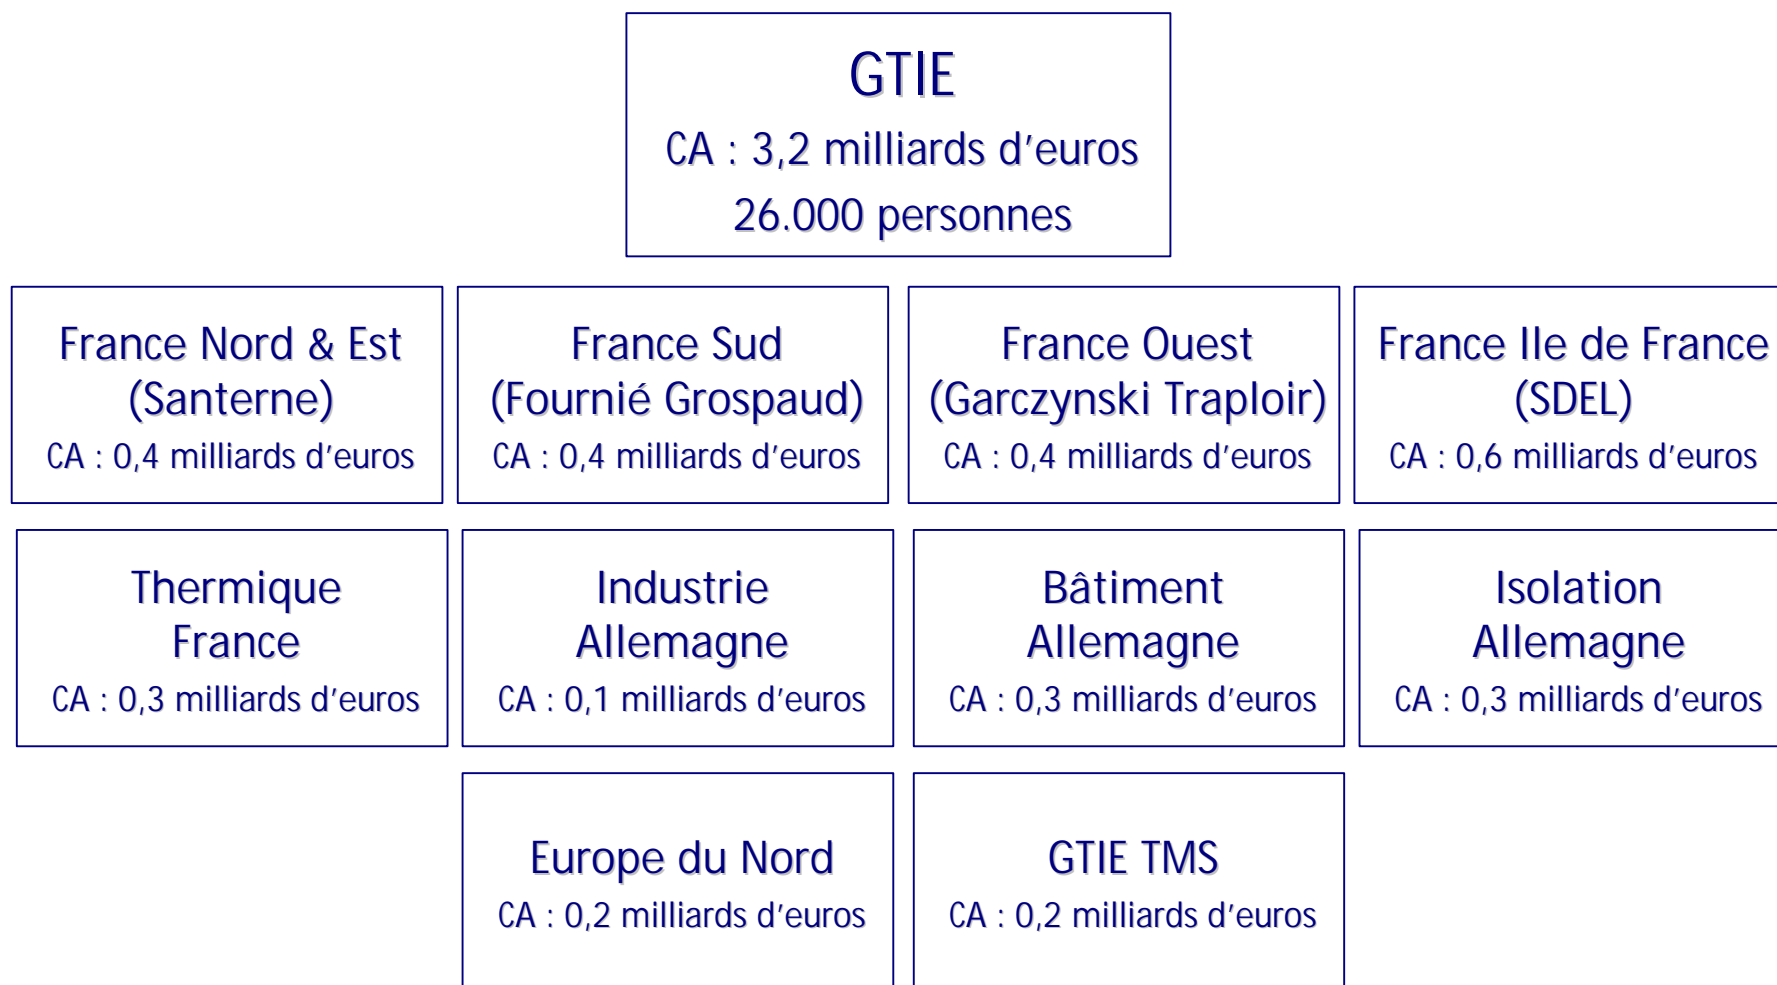 GTIE
CA : 3,2 milliards d’euros
26.000 personnes
France Nord & Est
(Santerne)
CA : 0,4 milliards d’euros
France Sud
(Fournié Grospaud)
CA : 0,4 milliards d’euros
France Ouest
(Garczynski Traploir)
CA : 0,4 milliards d’euros
France Ile de France
(SDEL)
CA : 0,6 milliards d’euros
Thermique
France
CA : 0,3 milliards d’euros
Industrie
Allemagne
CA : 0,1 milliards d’euros
Bâtiment
Allemagne
CA : 0,3 milliards d’euros
Isolation
Allemagne
CA : 0,3 milliards d’euros
Europe du Nord
CA : 0,2 milliards d’euros
GTIE TMS
CA : 0,2 milliards d’euros